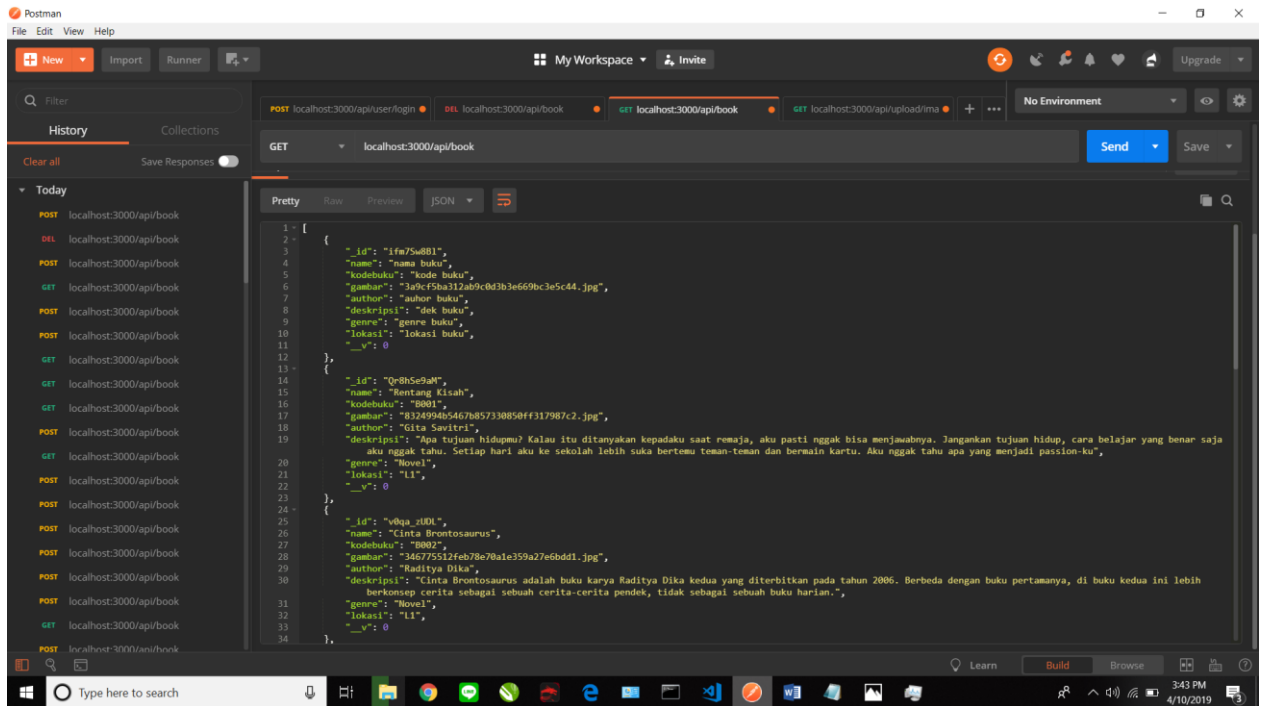 Postman
File Edit View Help
New Import Runner My Workspace Invite Upgrade
Filter
History Collections
Clear all Save Responses
Today
POST localhost:3000/api/book
DEL localhost:3000/api/book
POST localhost:3000/api/book
GET localhost:3000/api/book
POST localhost:3000/api/book
POST localhost:3000/api/book
GET localhost:3000/api/book
GET localhost:3000/api/book
GET localhost:3000/api/book
POST localhost:3000/api/book
GET localhost:3000/api/book
POST localhost:3000/api/book
POST localhost:3000/api/book
POST localhost:3000/api/book
POST localhost:3000/api/book
POST localhost:3000/api/book
POST localhost:3000/api/book
GET localhost:3000/api/book
POST localhost:3000/api/book
POST localhost:3000/api/user/login DEL localhost:3000/api/book GET localhost:3000/api/book GET localhost:3000/api/upload/ima No Environment
GET localhost:3000/api/book Send Save
Pretty Raw Preview JSON
1 [
2 {
3 "_id": "ifm7Sw8Bl",
4 "name": "nama buku",
5 "kodebuku": "kode buku",
6 "gambar": "3a9cf5ba312ab9c0d3b3e669bc3e5c44.jpg",
7 "author": "auhor buku",
8 "deskripsi": "dek buku",
9 "genre": "genre buku",
10 "lokasi": "lokasi buku",
11 "__v": 0
12 },
13 {
14 "_id": "Qr8hSe9aM",
15 "name": "Rentang Kisah",
16 "kodebuku": "B001",
17 "gambar": "8324994b5467b857330850ff317987c2.jpg",
18 "author": "Gita Savitri",
19 "deskripsi": "Apa tujuan hidupmu? Kalau itu ditanyakan kepadaku saat remaja, aku pasti nggak bisa menjawabnya. Jangankan tujuan hidup, cara belajar yang benar saja
aku nggak tahu. Setiap hari aku ke sekolah lebih suka bertemu teman-teman dan bermain kartu. Aku nggak tahu apa yang menjadi passion-ku",
20 "genre": "Novel",
21 "lokasi": "L1",
22 "__v": 0
23 },
24 {
25 "_id": "v0qa_zUDL",
26 "name": "Cinta Brontosaurus",
27 "kodebuku": "B002",
28 "gambar": "346775512feb78e70a1e359a27e6bdd1.jpg",
29 "author": "Raditya Dika",
30 "deskripsi": "Cinta Brontosaurus adalah buku karya Raditya Dika kedua yang diterbitkan pada tahun 2006. Berbeda dengan buku pertamanya, di buku kedua ini lebih
berkonsep cerita sebagai sebuah cerita-cerita pendek, tidak sebagai sebuah buku harian.",
31 "genre": "Novel",
32 "lokasi": "L1",
33 "__v": 0
34 },
Learn Build Browse
Type here to search
3:43 PM
4/10/2019